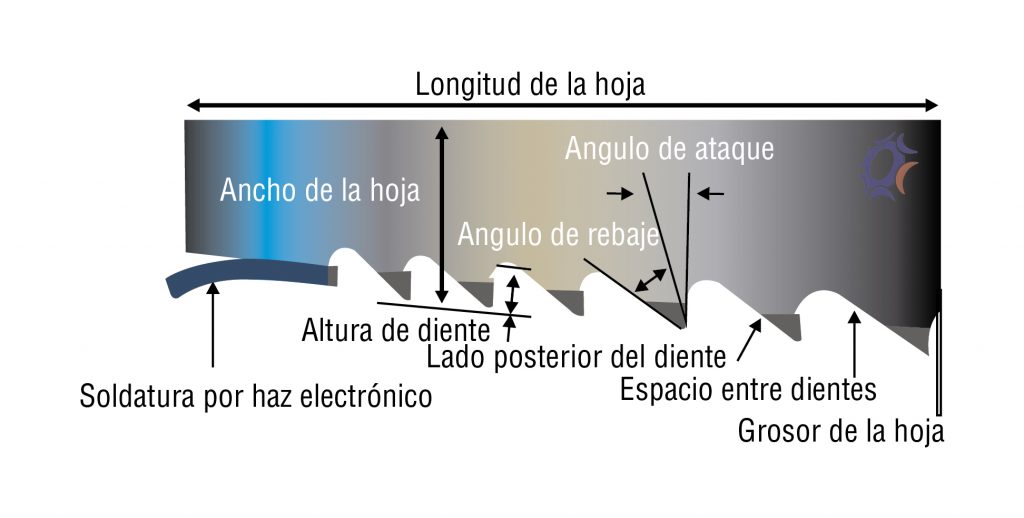 Longitud de la hoja
Angulo de ataque
Ancho de la hoja
Angulo de rebaje
Altura de diente
Lado posterior del diente
Espacio entre dientes
Soldatura por haz electrónico
Grosor de la hoja